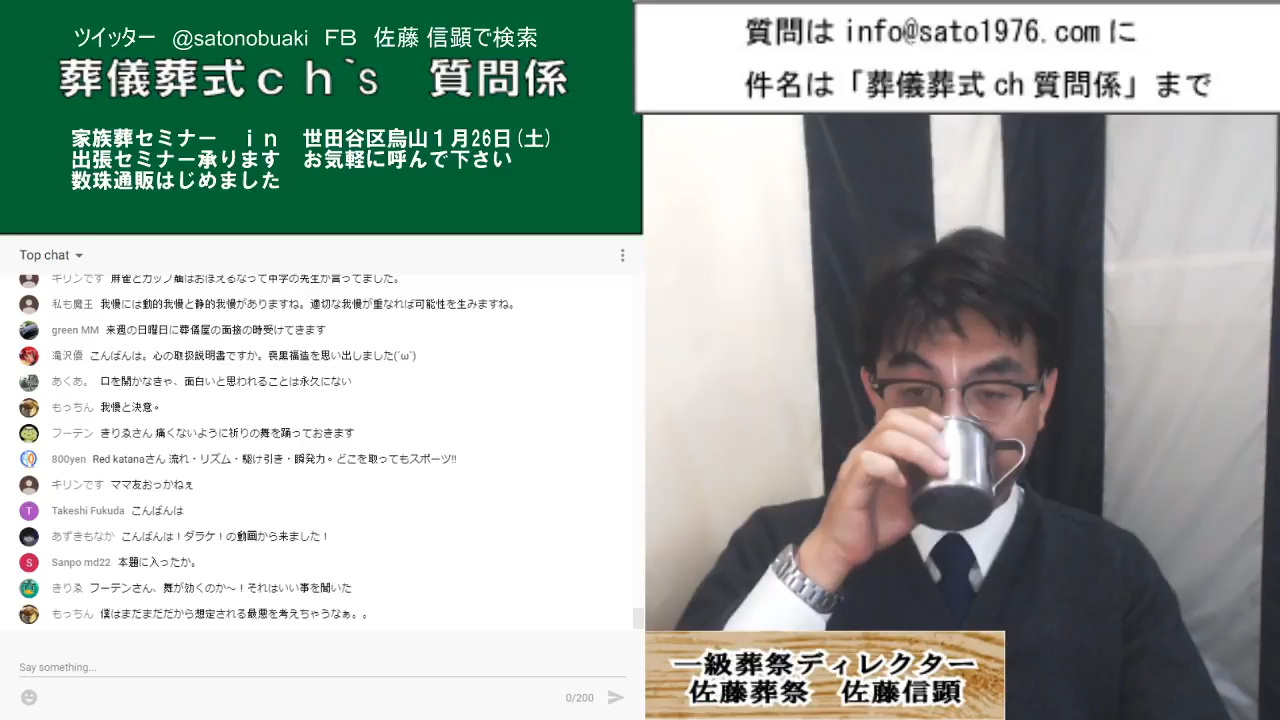 ツイッター　@satonobuaki　ＦＢ　佐藤 信顕で検索
葬儀葬式ｃｈ`ｓ　質問係
家族葬セミナー　ｉｎ　世田谷区烏山１月26日(土)
出張セミナー承ります　お気軽に呼んで下さい
数珠通販はじめました
質問は info@sato1976.com に
件名は「葬儀葬式 ch 質問係」まで
Top chat
キリンです 麻雀とカップ麺はおぼえるなって中学の先生が言ってました。
私も魔王 我慢には動的我慢と静的我慢がありますね。適切な我慢が重なれば可能性を生みますね。
green MM 来週の日曜日に葬儀屋の面接の時受けてきます
滝沢優 こんばんは。心の取扱説明書ですか。喪黒福造を思い出しました(´ω`)
あくあ。 口を開かなきゃ、面白いと思われることは永久にない
もっちん 我慢と決意。
フーテン きりゑさん 痛くないように祈りの舞を踊っておきます
800yen Red katanaさん 流れ・リズム・駆け引き・瞬発力。どこを取ってもスポーツ!!
キリンです ママ友おっかねぇ
Takeshi Fukuda こんばんは
あずきもなか こんばんは！ダラケ！の動画から来ました！
Sanpo md22 本題に入ったか。
きりゑ フーテンさん、舞が効くのか～！それはいい事を聞いた
もっちん 僕はまだまだだから想定される最悪を考えちゃうなぁ。。
Say something...
0/200
一級葬祭ディレクター
佐藤葬祭　佐藤信顕